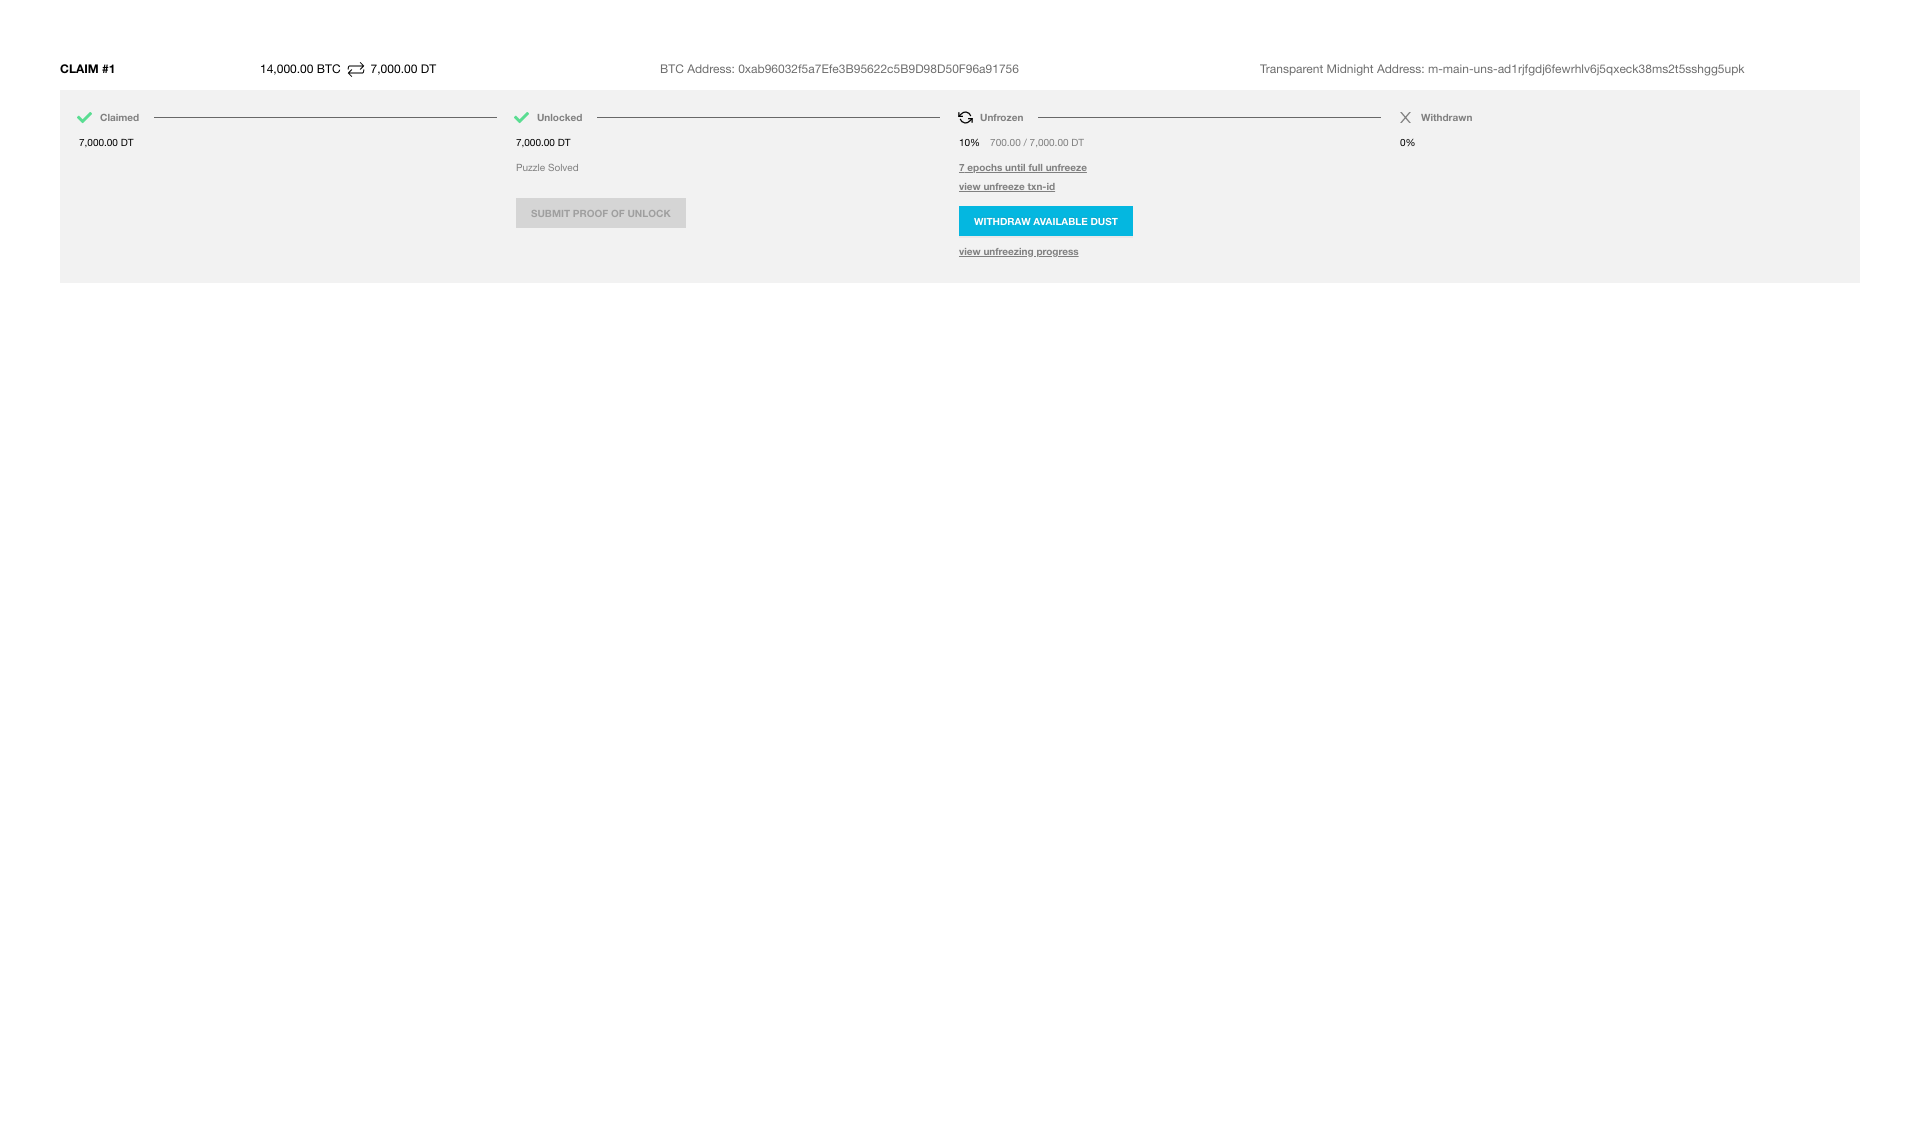 CLAIM #1 14,000.00 BTC 7,000.00 DT BTC Address: 0xab96032f5a7Efe3B95622c5B9D98D50F96a91756 Transparent Midnight Address: m-main-uns-ad1rjfgdj6fewrhlv6j5qxeck38ms2t5sshgg5upk
Claimed Unlocked Unfrozen Withdrawn
7,000.00 DT 7,000.00 DT 10% 700.00 / 7,000.00 DT 0%
Puzzle Solved 7 epochs until full unfreeze
view unfreeze txn-id
SUBMIT PROOF OF UNLOCK WITHDRAW AVAILABLE DUST
view unfreezing progress